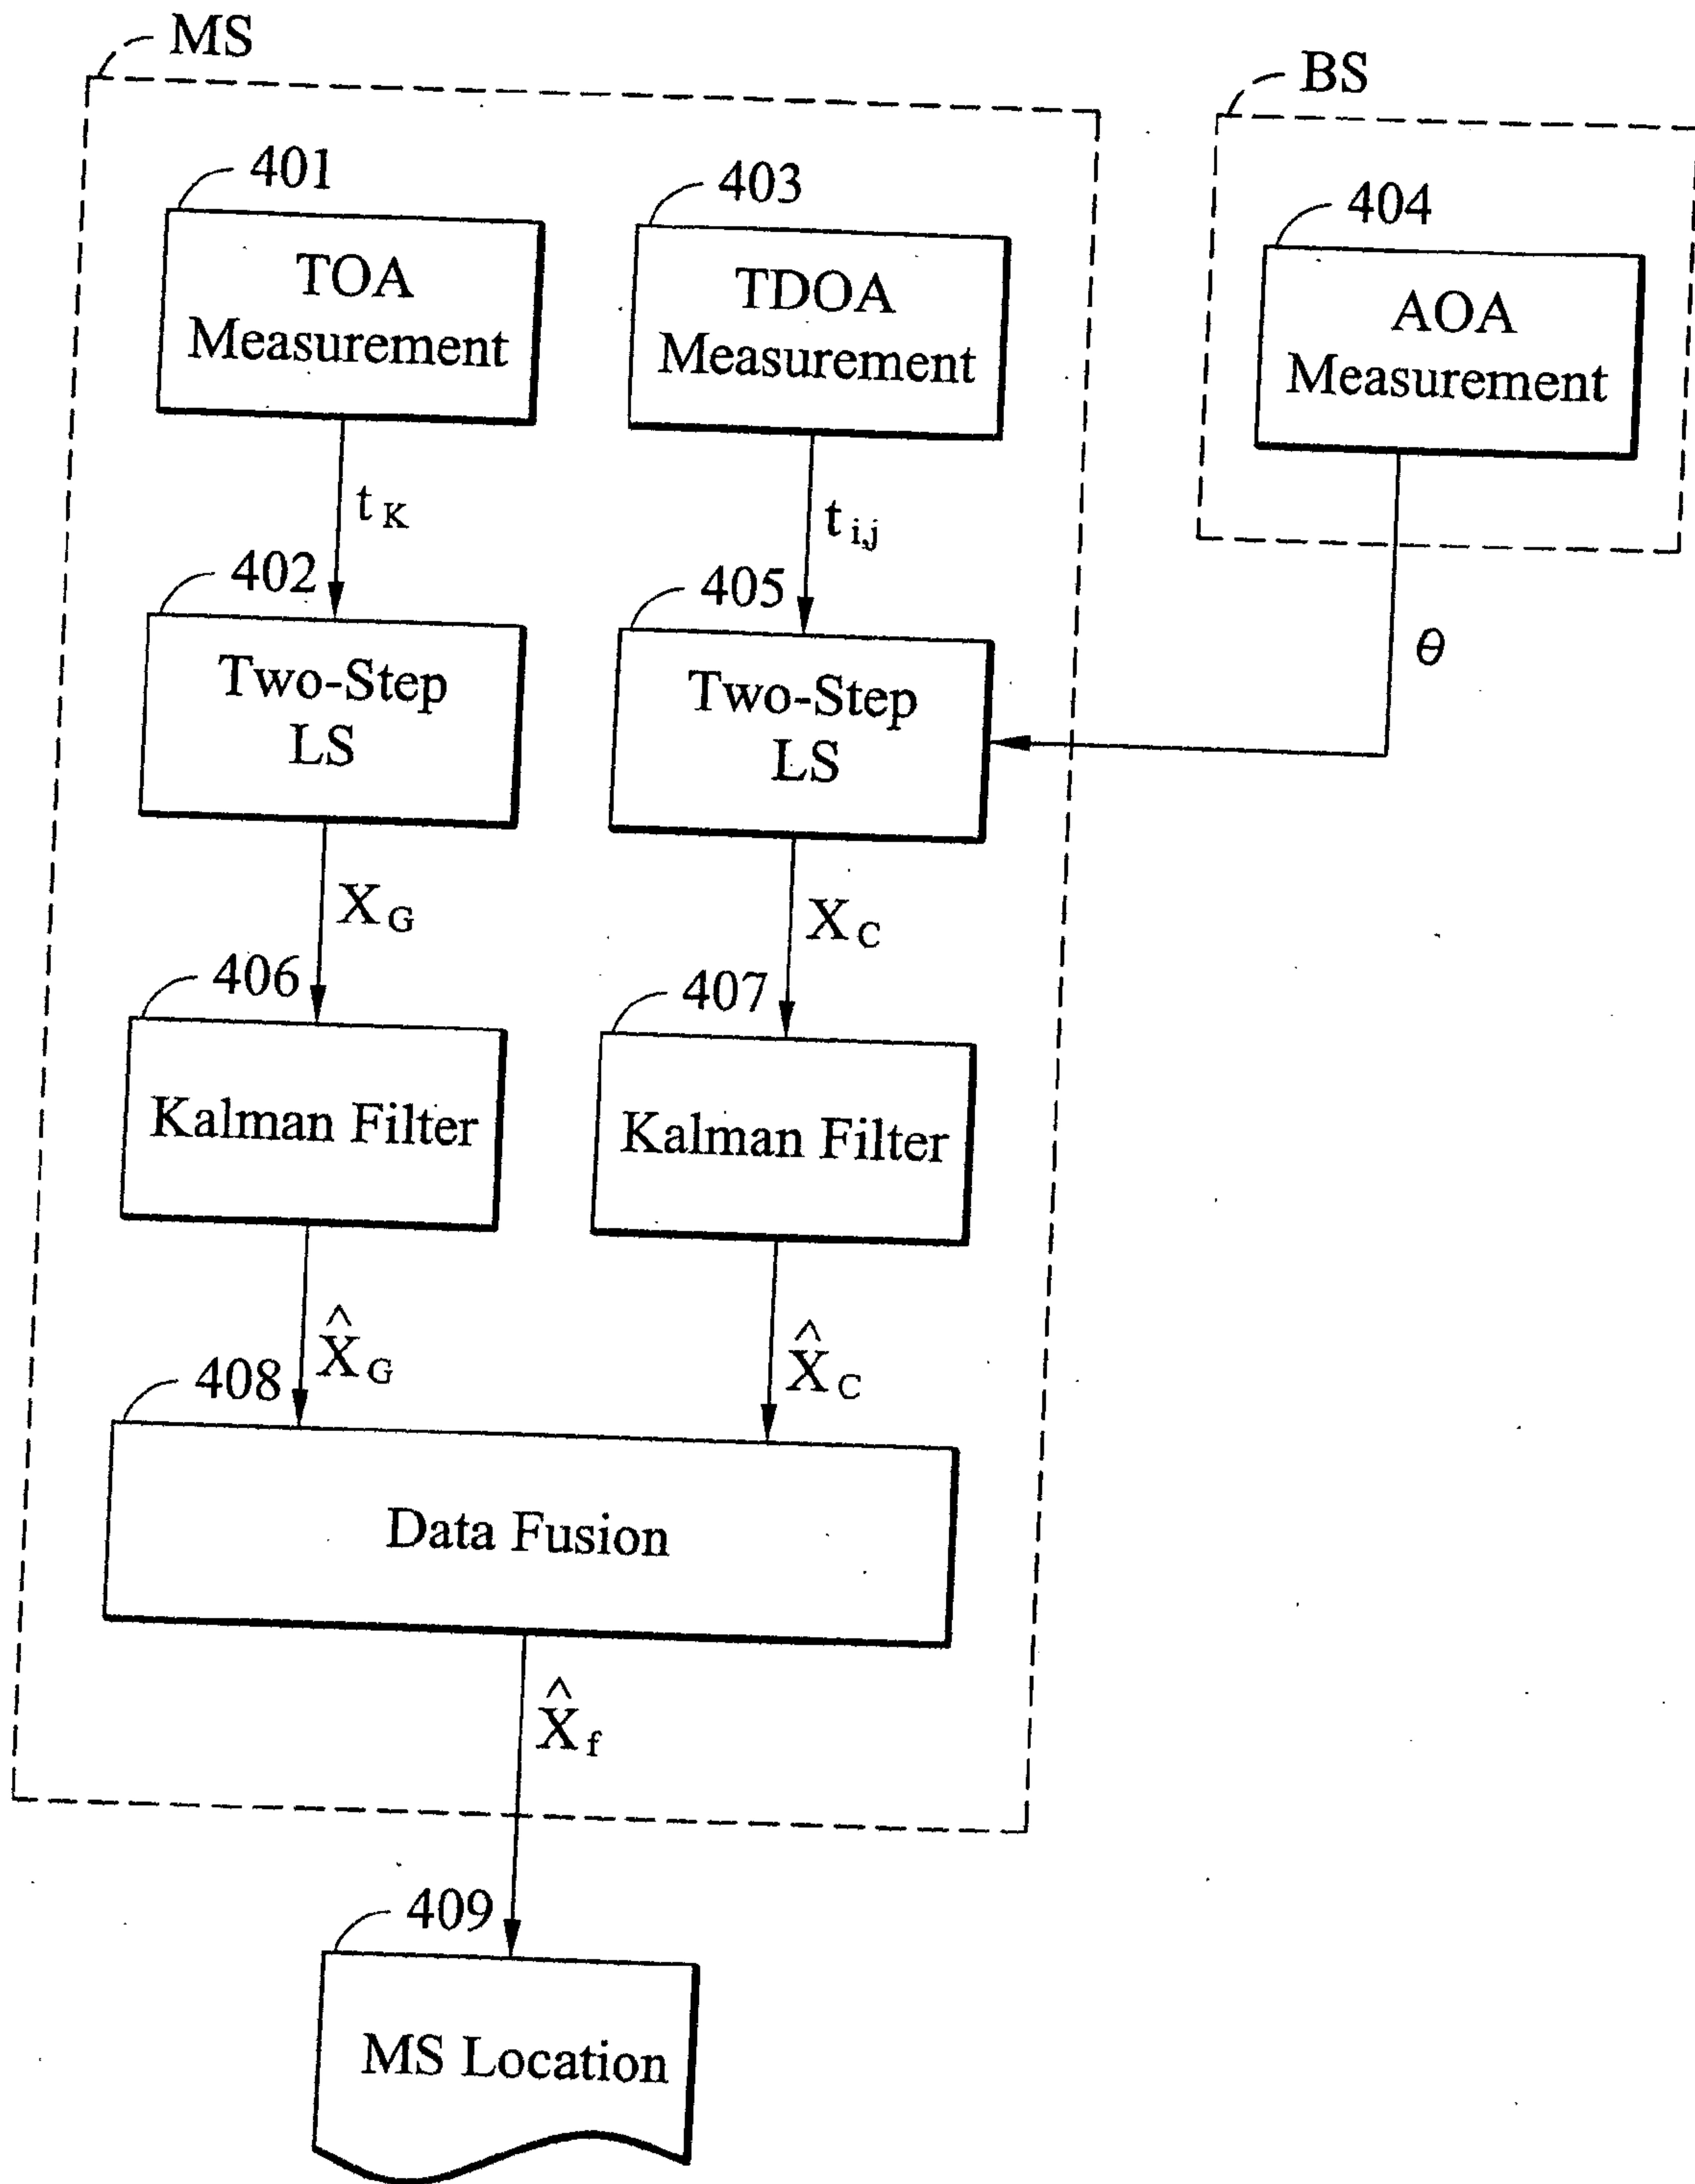 MS
BS
401
403
404
TOA
Measurement
TDOA
Measurement
AOA
Measurement
t K
t i,j
θ
402
405
Two-Step
LS
Two-Step
LS
X G
X C
406
407
Kalman Filter
Kalman Filter
X̂ G
X̂ C
408
Data Fusion
X̂ f
409
MS Location